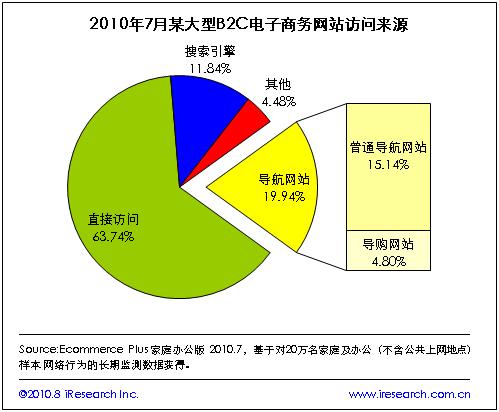 2010年7月某大型B2C电子商务网站访问来源
搜索引擎
11.84%
其他
4.48%
普通导航网站
15.14%
导航网站
19.94%
直接访问
63.74%
导购网站
4.80%
Source:Ecommerce Plus家庭办公版 2010.7，基于对20万名家庭及办公（不含公共上网地点）
样本网络行为的长期监测数据获得。
©2010.8 iResearch Inc.
www.iresearch.com.cn